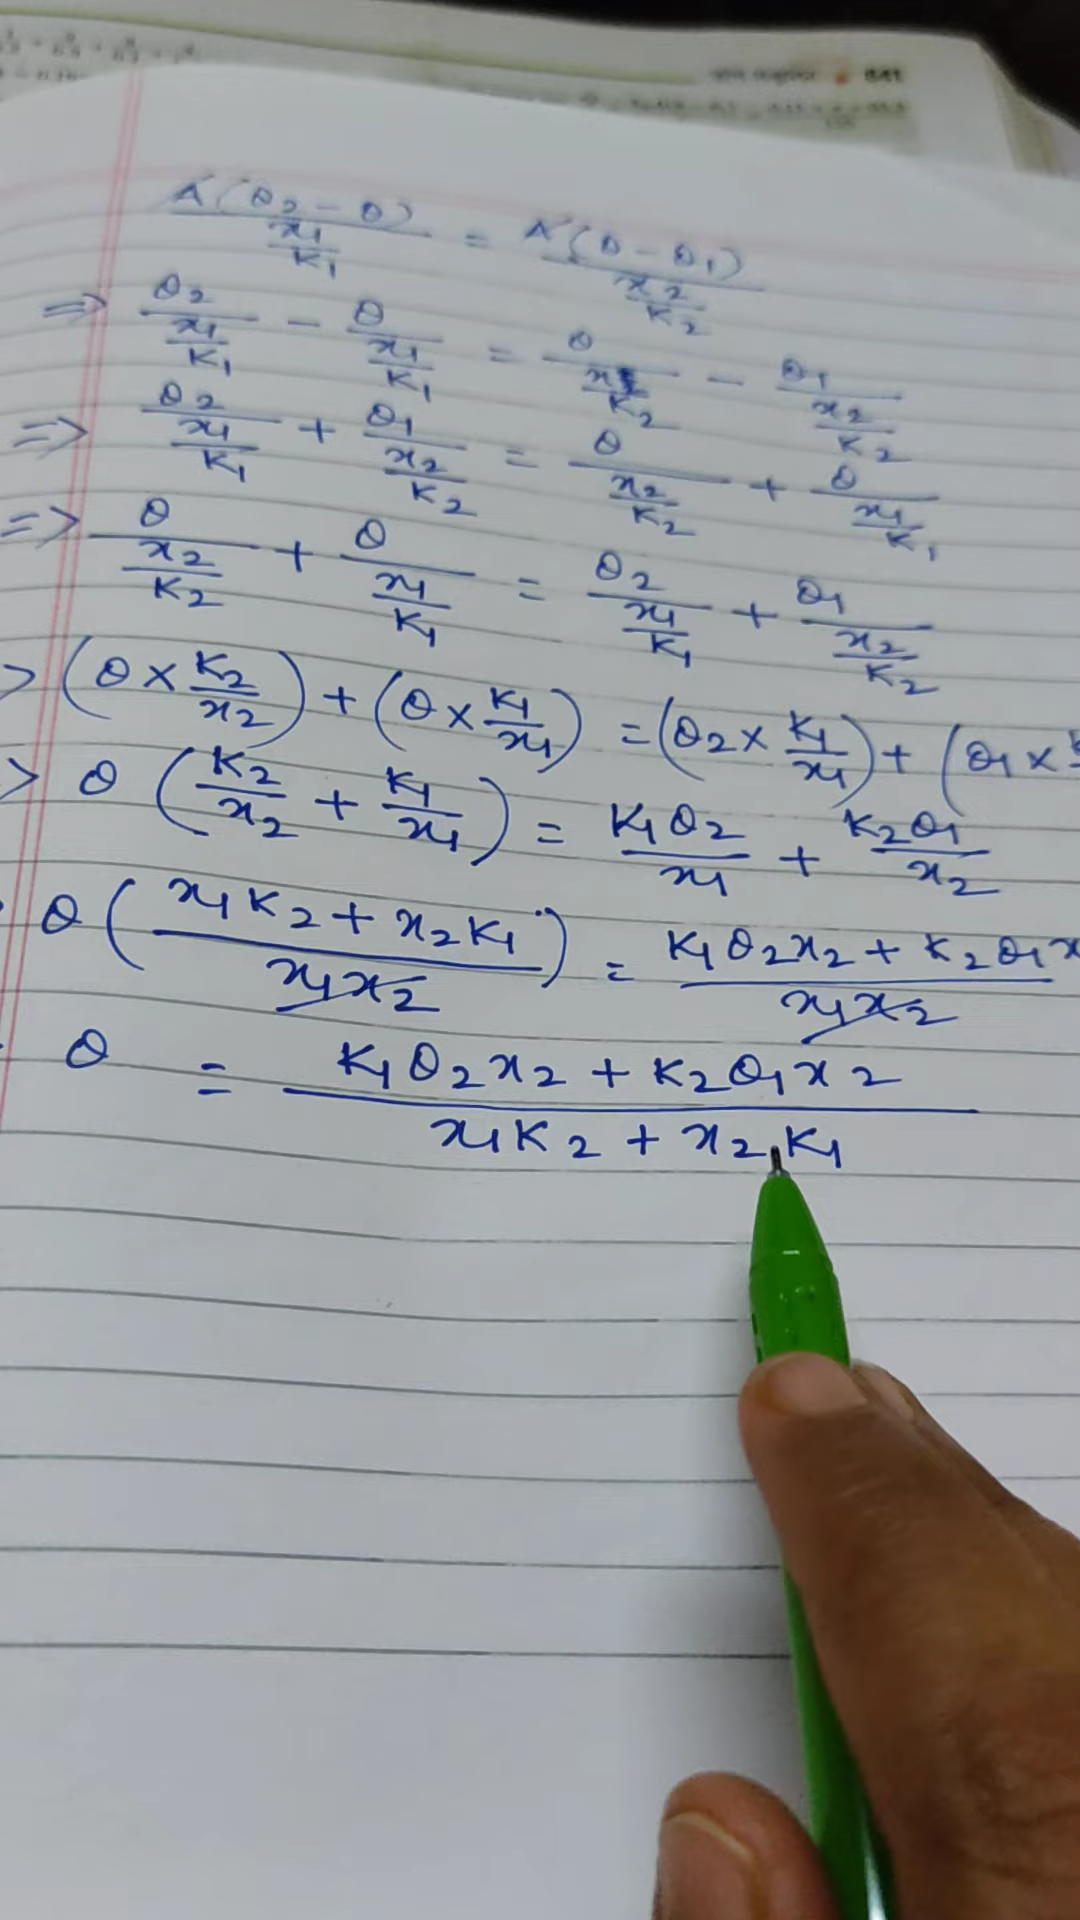 A(θ2 − θ) / (x1/K1) = A(θ − θ1) / (x2/K2)
⇒ θ2/(x1/K1) − θ/(x1/K1) = θ/(x2/K2) − θ1/(x2/K2)
⇒ θ2/(x1/K1) + θ1/(x2/K2) = θ/(x2/K2) + θ/(x1/K1)
⇒ θ/(x2/K2) + θ/(x1/K1) = θ2/(x1/K1) + θ1/(x2/K2)
> (θ × K2/x2) + (θ × K1/x1) = (θ2 × K1/x1) + (θ1 ×
> θ (K2/x2 + K1/x1) = K1θ2/x1 + K2θ1/x2
θ ((x1K2 + x2K1)/(x1x2)) = (K1θ2x2 + K2θ1x)/(x1x2)
θ = (K1θ2x2 + K2θ1x2)/(x1K2 + x2K1)